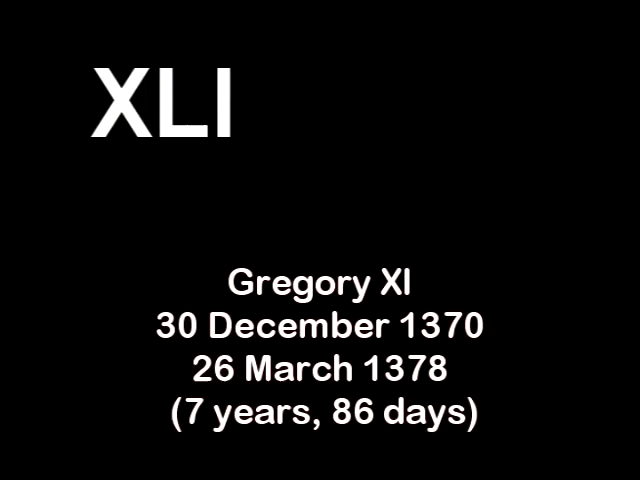 XLI
Gregory XI
30 December 1370
26 March 1378
(7 years, 86 days)